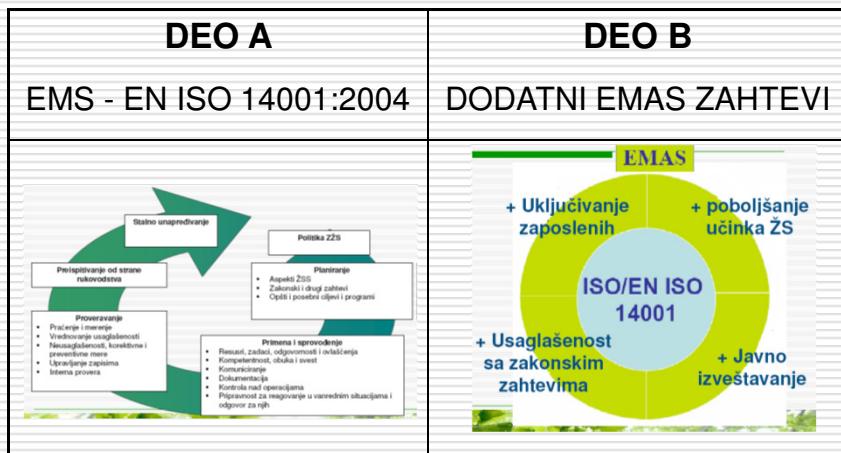 DEO A
EMS - EN ISO 14001:2004
DEO B
DODATNI EMAS ZAHTEVI
Stalno unapređivanje
Preispitivanje od strane
rukovodstva
Proveravanje
• Praćenje i merenje
• Vrednovanje usaglašenosti
• Neusaglašenosti, korektivne i
preventivne mere
• Upravljanje zapisima
• Interna provera
Politika ZŽS
Planiranje
• Aspekti ŽSS
• Zakonski i drugi zahtevi
• Opšti i posebni ciljevi i programi
Primena i sprovođenje
• Resursi, zadaci, odgovornosti i ovlašćenja
• Kompetentnost, obuka i svest
• Komuniciranje
• Dokumentacija
• Kontrola nad operacijama
• Pripravnost za reagovanje u vanrednim situacijama i
odgovor za njih
EMAS
+ Uključivanje
zaposlenih
+ poboljšanje
učinka ŽS
ISO/EN ISO
14001
+ Usaglašenost
sa zakonskim
zahtevima
+ Javno
izveštavanje